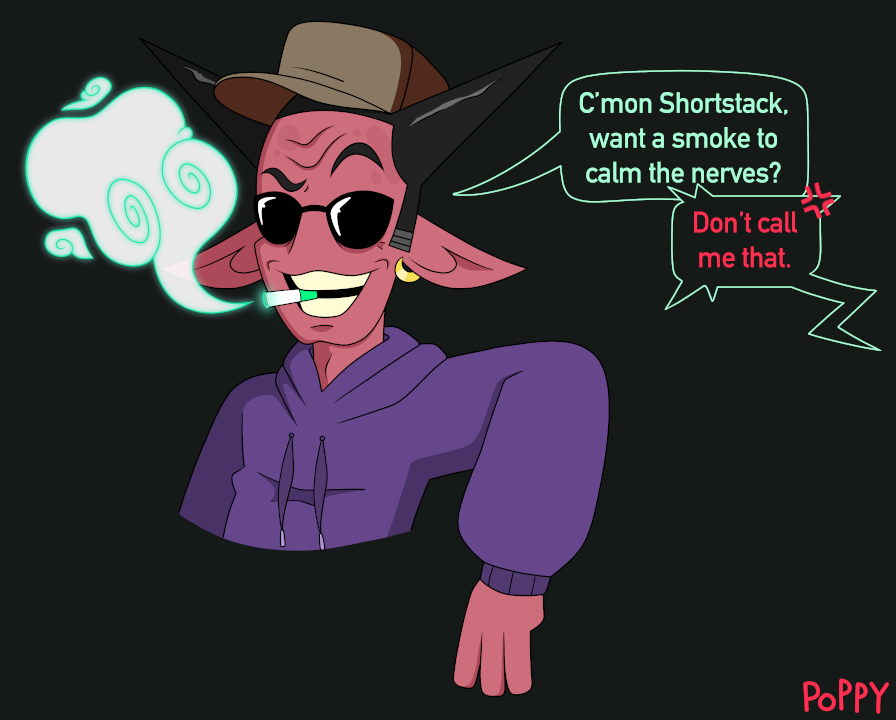 C'mon Shortstack,
want a smoke to
calm the nerves?
Don't call
me that.
POPPY